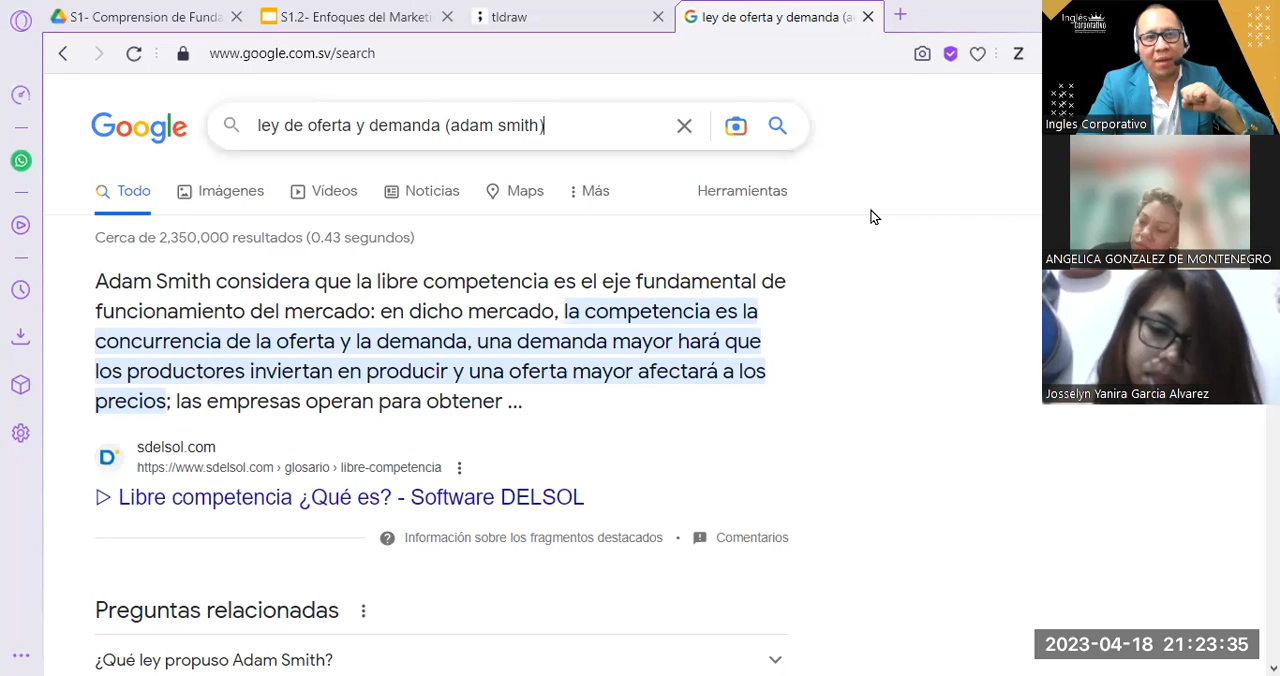 S1- Comprension de Funda
S1.2- Enfoques del Marketi
tldraw
ley de oferta y demanda (a
www.google.com.sv/search
Z
Google
ley de oferta y demanda (adam smith)
Todo
Imágenes
Vídeos
Noticias
Maps
Más
Herramientas
Cerca de 2,350,000 resultados (0.43 segundos)
Adam Smith considera que la libre competencia es el eje fundamental de
funcionamiento del mercado: en dicho mercado, la competencia es la
concurrencia de la oferta y la demanda, una demanda mayor hará que
los productores inviertan en producir y una oferta mayor afectará a los
precios; las empresas operan para obtener ...
sdelsol.com
https://www.sdelsol.com › glosario › libre-competencia
▷ Libre competencia ¿Qué es? - Software DELSOL
Información sobre los fragmentos destacados
•
Comentarios
Preguntas relacionadas
¿Qué ley propuso Adam Smith?
Inglés
Corporativo
Ingles Corporativo
ANGELICA GONZALEZ DE MONTENEGRO
Josselyn Yanira Garcia Alvarez
2023-04-18 21:23:35